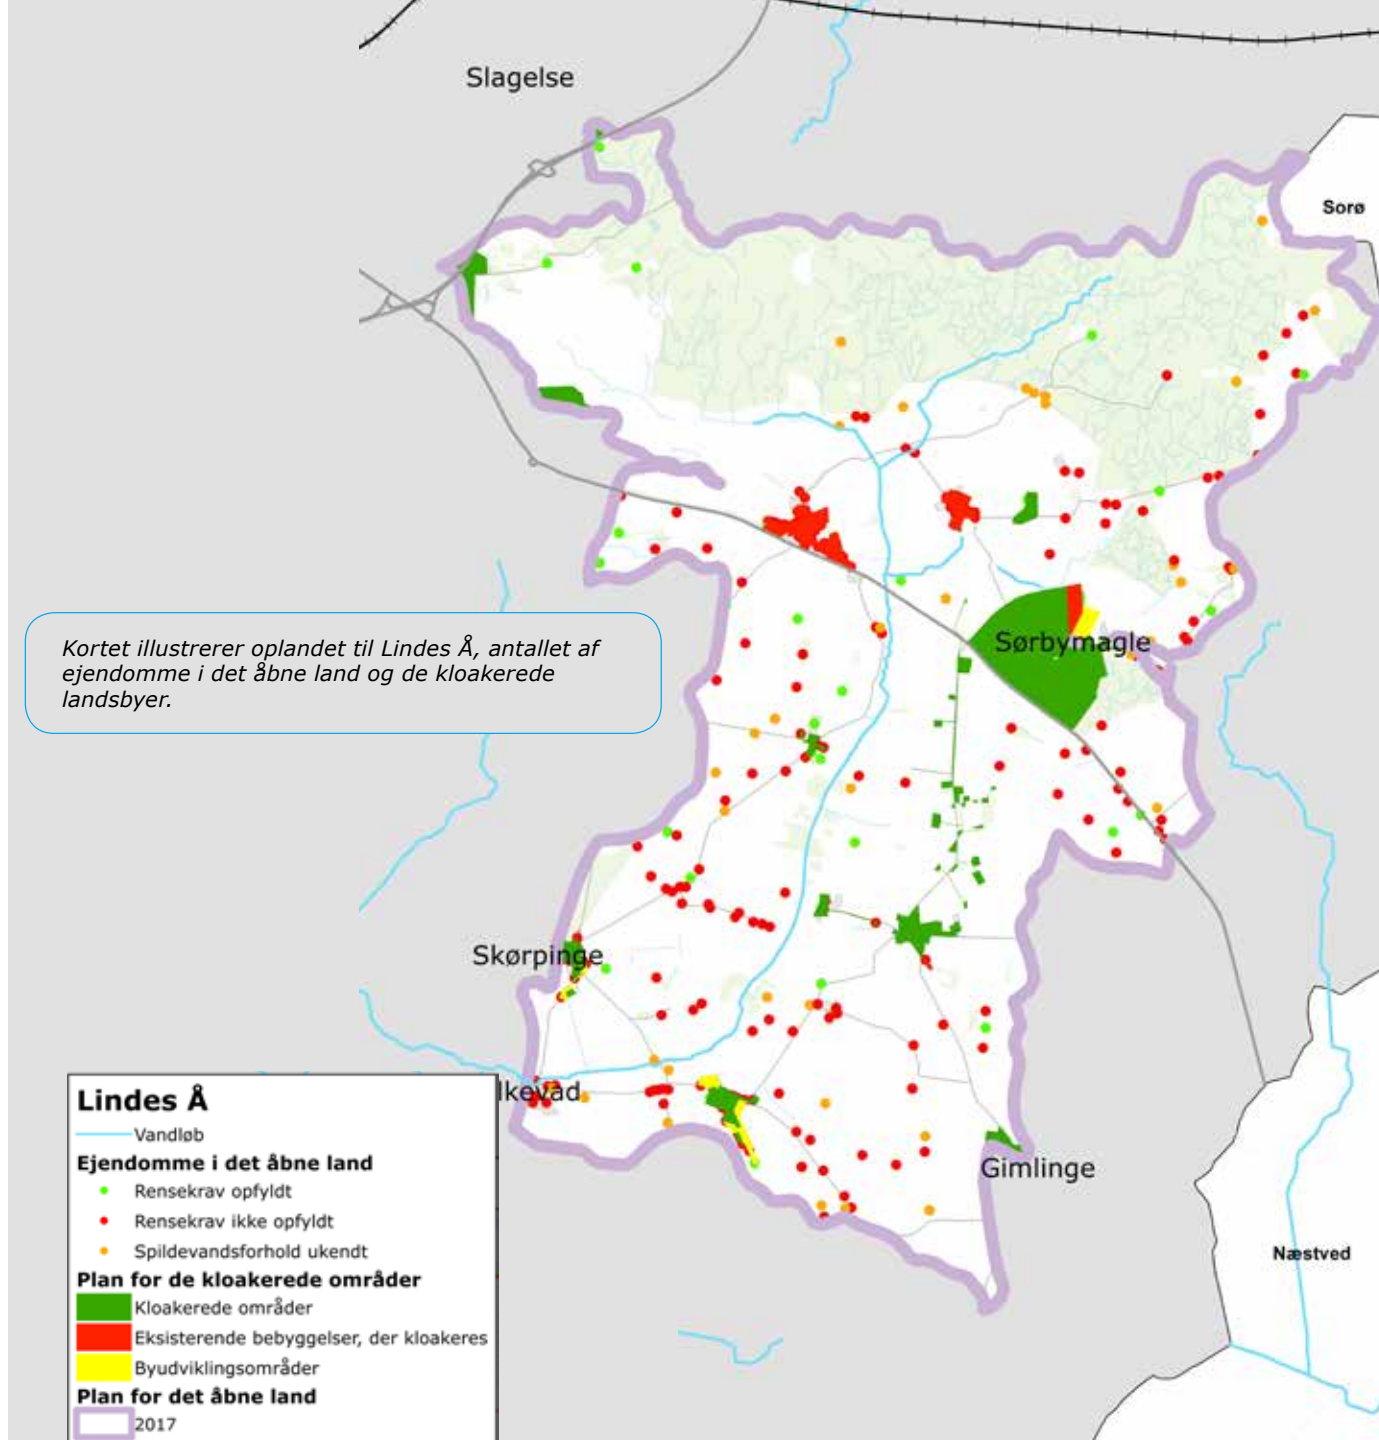 Slagelse
Sorø
Kortet illustrerer oplandet til Lindes Å, antallet af
ejendomme i det åbne land og de kloakerede
landsbyer.
Sørbymagle
Skørpinge
lkevad
Gimlinge
Næstved
Lindes Å
Vandløb
Ejendomme i det åbne land
Rensekrav opfyldt
Rensekrav ikke opfyldt
Spildevandsforhold ukendt
Plan for de kloakerede områder
Kloakerede områder
Eksisterende bebyggelser, der kloakeres
Byudviklingsområder
Plan for det åbne land
2017